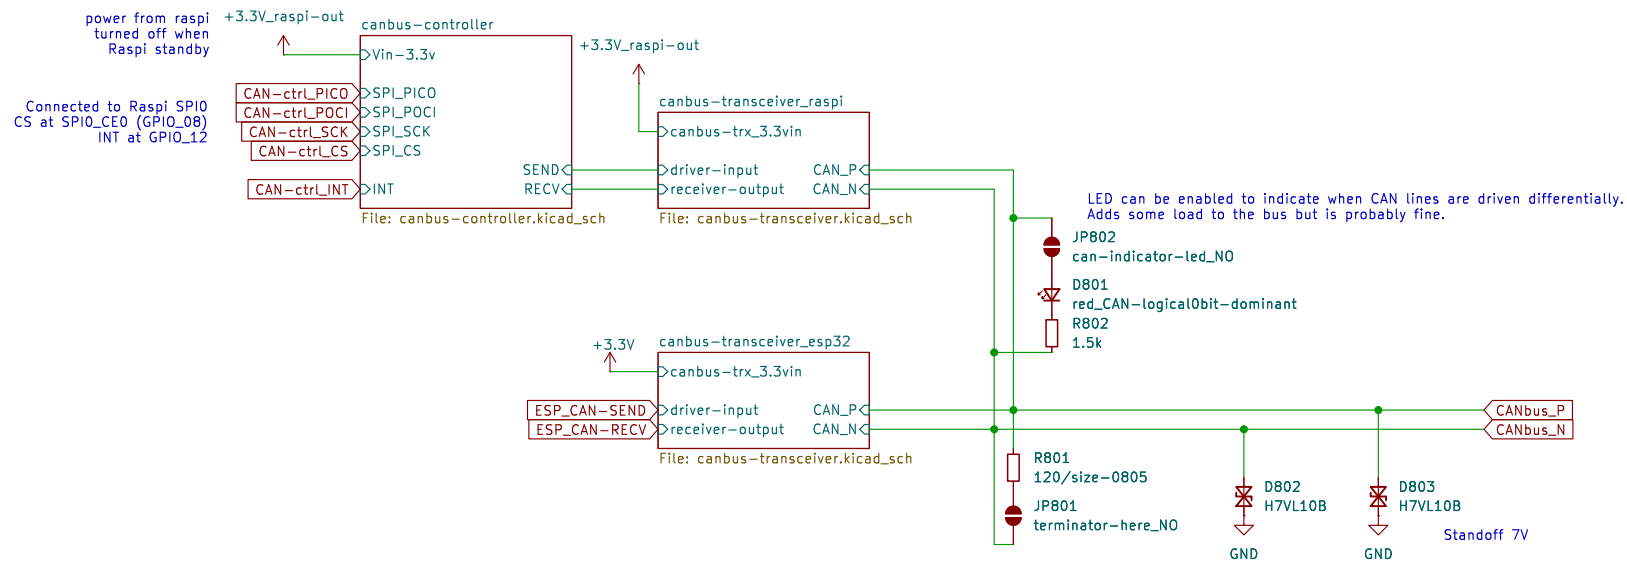 power from raspi
turned off when
Raspi standby
+3.3V_raspi-out
canbus-controller
Vin-3.3v
Connected to Raspi SPI0
CS at SPI0_CE0 (GPIO_08)
INT at GPIO_12
CAN-ctrl_PICO
CAN-ctrl_POCI
CAN-ctrl_SCK
CAN-ctrl_CS
CAN-ctrl_INT
SPI_PICO
SPI_POCI
SPI_SCK
SPI_CS
INT
SEND
RECV
File: canbus-controller.kicad_sch
+3.3V_raspi-out
canbus-transceiver_raspi
canbus-trx_3.3vin
driver-input
receiver-output
CAN_P
CAN_N
File: canbus-transceiver.kicad_sch
LED can be enabled to indicate when CAN lines are driven differentially.
Adds some load to the bus but is probably fine.
JP802
can-indicator-led_NO
D801
red_CAN-logical0bit-dominant
R802
1.5k
+3.3V
canbus-transceiver_esp32
canbus-trx_3.3vin
ESP_CAN-SEND
ESP_CAN-RECV
driver-input
receiver-output
CAN_P
CAN_N
File: canbus-transceiver.kicad_sch
CANbus_P
CANbus_N
R801
120/size-0805
JP801
terminator-here_NO
D802
H7VL10B
GND
D803
H7VL10B
GND
Standoff 7V